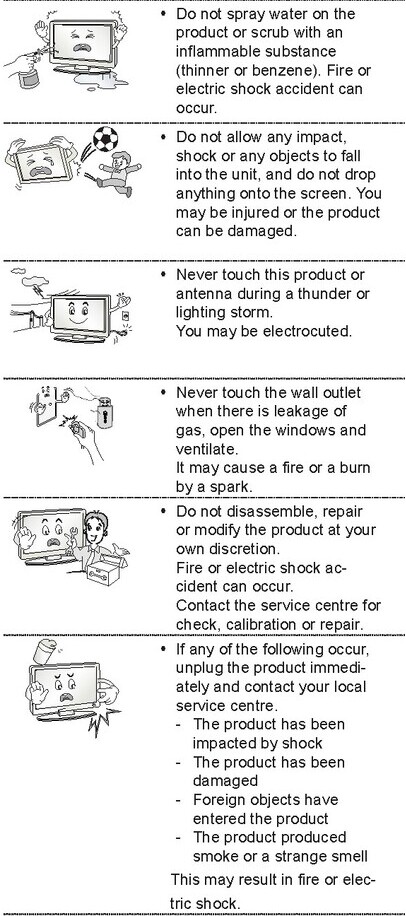 • Do not spray water on the
product or scrub with an
inflammable substance
(thinner or benzene). Fire or
electric shock accident can
occur.
• Do not allow any impact,
shock or any objects to fall
into the unit, and do not drop
anything onto the screen. You
may be injured or the product
can be damaged.
• Never touch this product or
antenna during a thunder or
lighting storm.
You may be electrocuted.
• Never touch the wall outlet
when there is leakage of
gas, open the windows and
ventilate.
It may cause a fire or a burn
by a spark.
• Do not disassemble, repair
or modify the product at your
own discretion.
Fire or electric shock ac-
cident can occur.
Contact the service centre for
check, calibration or repair.
• If any of the following occur,
unplug the product immedi-
ately and contact your local
service centre.
- The product has been
impacted by shock
- The product has been
damaged
- Foreign objects have
entered the product
- The product produced
smoke or a strange smell
This may result in fire or elec-
tric shock.